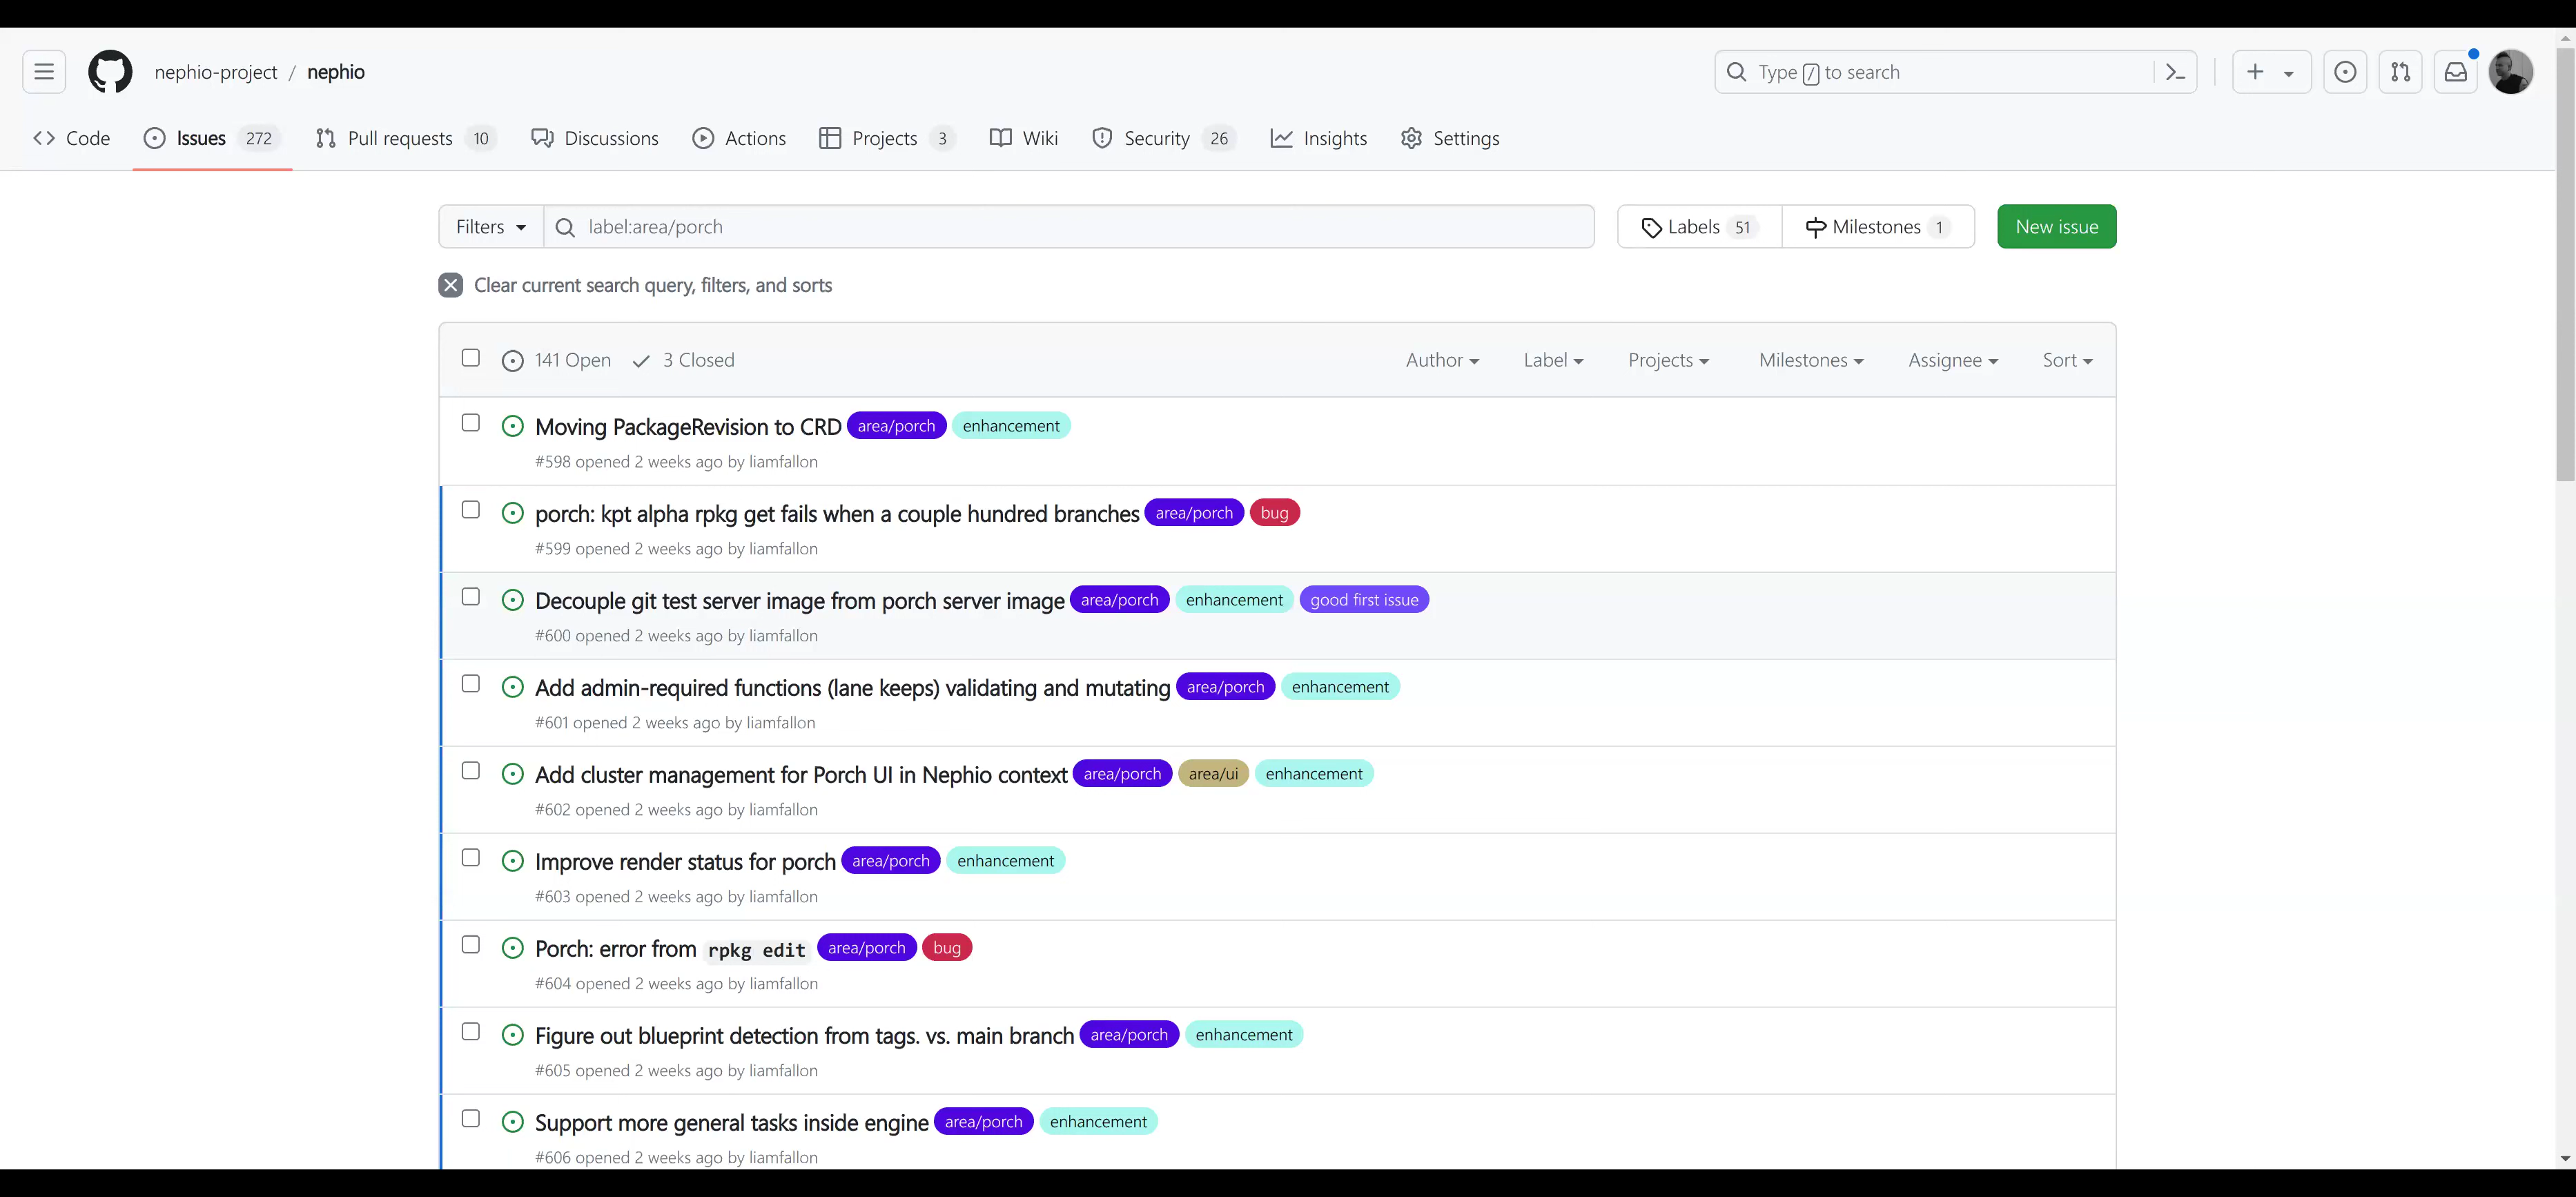 nephio-project / nephio
Type / to search
Code Issues 272 Pull requests 10 Discussions Actions Projects 3 Wiki Security 26 Insights Settings
Filters label:area/porch Labels 51 Milestones 1 New issue
Clear current search query, filters, and sorts
141 Open 3 Closed Author Label Projects Milestones Assignee Sort
Moving PackageRevision to CRD area/porch enhancement
#598 opened 2 weeks ago by liamfallon
porch: kpt alpha rpkg get fails when a couple hundred branches area/porch bug
#599 opened 2 weeks ago by liamfallon
Decouple git test server image from porch server image area/porch enhancement good first issue
#600 opened 2 weeks ago by liamfallon
Add admin-required functions (lane keeps) validating and mutating area/porch enhancement
#601 opened 2 weeks ago by liamfallon
Add cluster management for Porch UI in Nephio context area/porch area/ui enhancement
#602 opened 2 weeks ago by liamfallon
Improve render status for porch area/porch enhancement
#603 opened 2 weeks ago by liamfallon
Porch: error from rpkg edit area/porch bug
#604 opened 2 weeks ago by liamfallon
Figure out blueprint detection from tags. vs. main branch area/porch enhancement
#605 opened 2 weeks ago by liamfallon
Support more general tasks inside engine area/porch enhancement
#606 opened 2 weeks ago by liamfallon